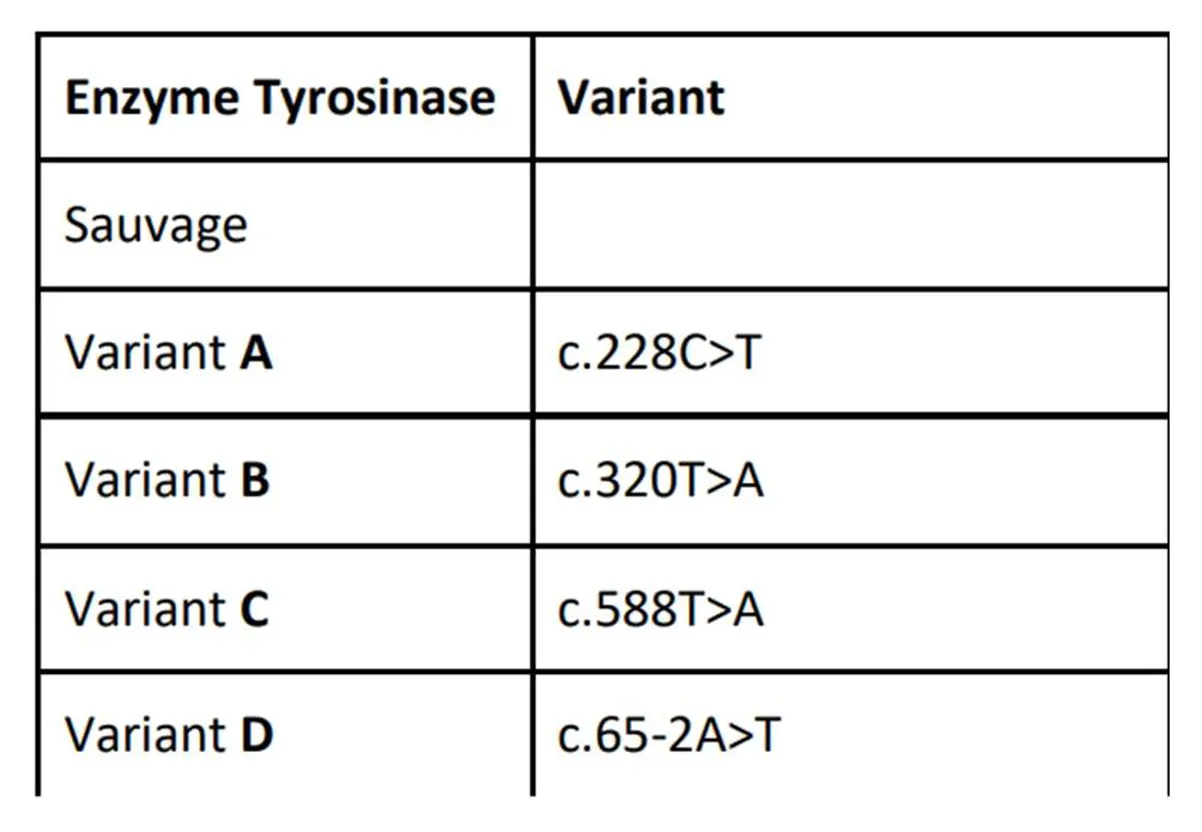 Enzyme Tyrosinase Variant
Sauvage
Variant A c.228C>T
Variant B c.320T>A
Variant C c.588T>A
Variant D c.65-2A>T